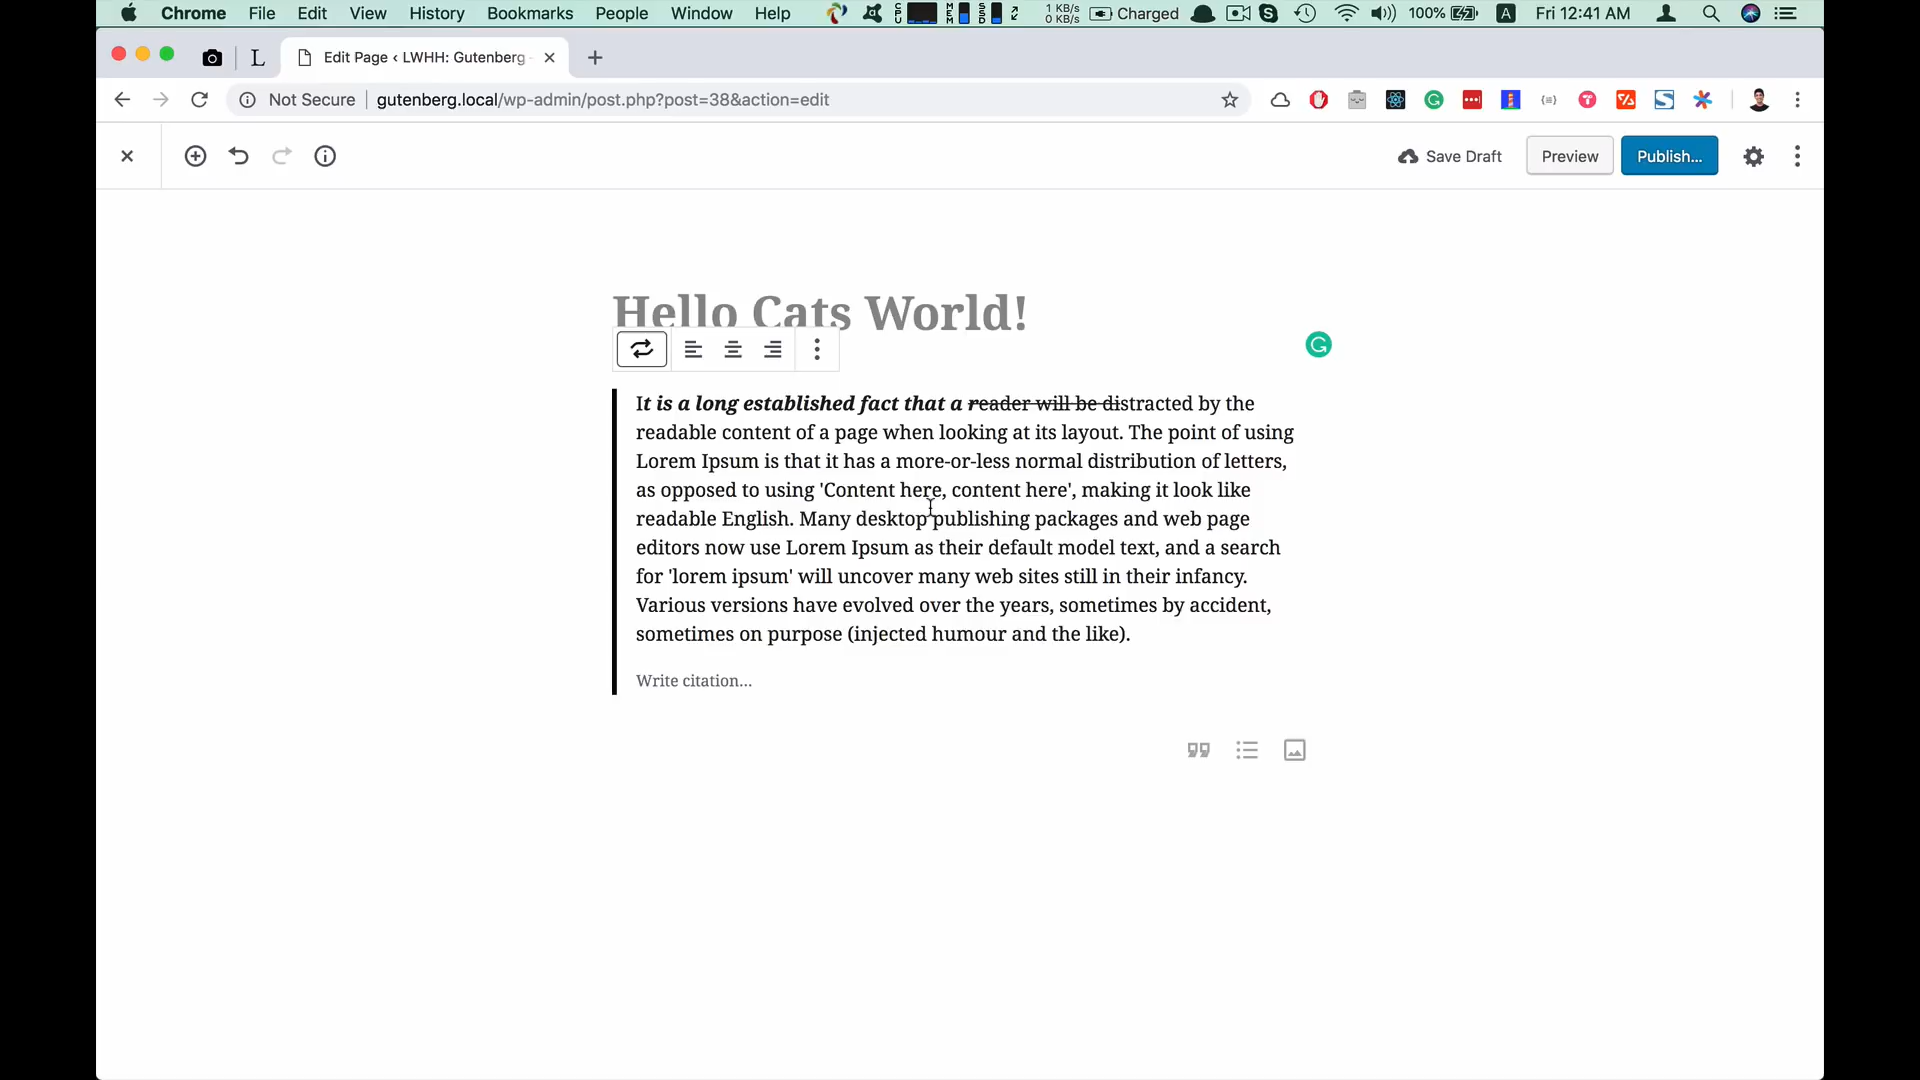 Chrome File Edit View History Bookmarks People Window Help 1 KB/s 0 KB/s Charged 100% A Fri 12:41 AM
L Edit Page ‹ LWHH: Gutenberg
Not Secure gutenberg.local/wp-admin/post.php?post=38&action=edit
Save Draft Preview Publish...
Hello Cats World!
It is a long established fact that a reader will be distracted by the
readable content of a page when looking at its layout. The point of using
Lorem Ipsum is that it has a more-or-less normal distribution of letters,
as opposed to using 'Content here, content here', making it look like
readable English. Many desktop publishing packages and web page
editors now use Lorem Ipsum as their default model text, and a search
for 'lorem ipsum' will uncover many web sites still in their infancy.
Various versions have evolved over the years, sometimes by accident,
sometimes on purpose (injected humour and the like).
Write citation...